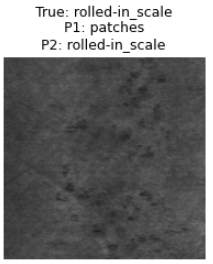 True: rolled-in_scale
P1: patches
P2: rolled-in_scale